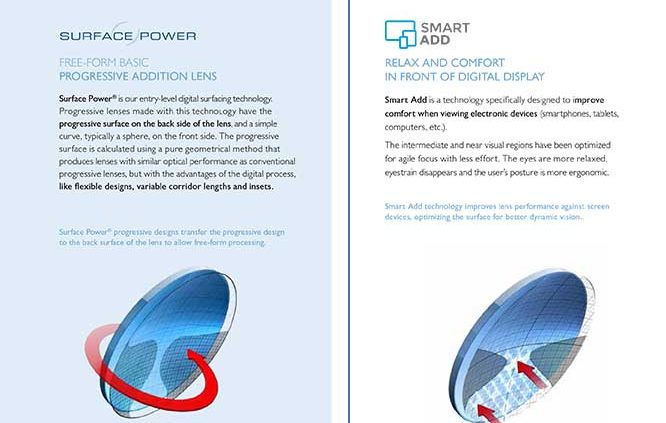 SURFACE POWER
FREE-FORM BASIC
PROGRESSIVE ADDITION LENS
Surface Power® is our entry-level digital surfacing technology.
Progressive lenses made with this technology have the
progressive surface on the back side of the lens, and a simple
curve, typically a sphere, on the front side. The progressive
surface is calculated using a pure geometrical method that
produces lenses with similar optical performance as conventional
progressive lenses, but with the advantages of the digital process,
like flexible designs, variable corridor lengths and insets.
Surface Power® progressive designs transfer the progressive design
to the back surface of the lens to allow free-form processing.
SMART
ADD
RELAX AND COMFORT
IN FRONT OF DIGITAL DISPLAY
Smart Add is a technology specifically designed to improve
comfort when viewing electronic devices (smartphones, tablets,
computers, etc.).
The intermediate and near visual regions have been optimized
for agile focus with less effort. The eyes are more relaxed,
eyestrain disappears and the user's posture is more ergonomic.
Smart Add technology improves lens performance against screen
devices, optimizing the surface for better dynamic vision.